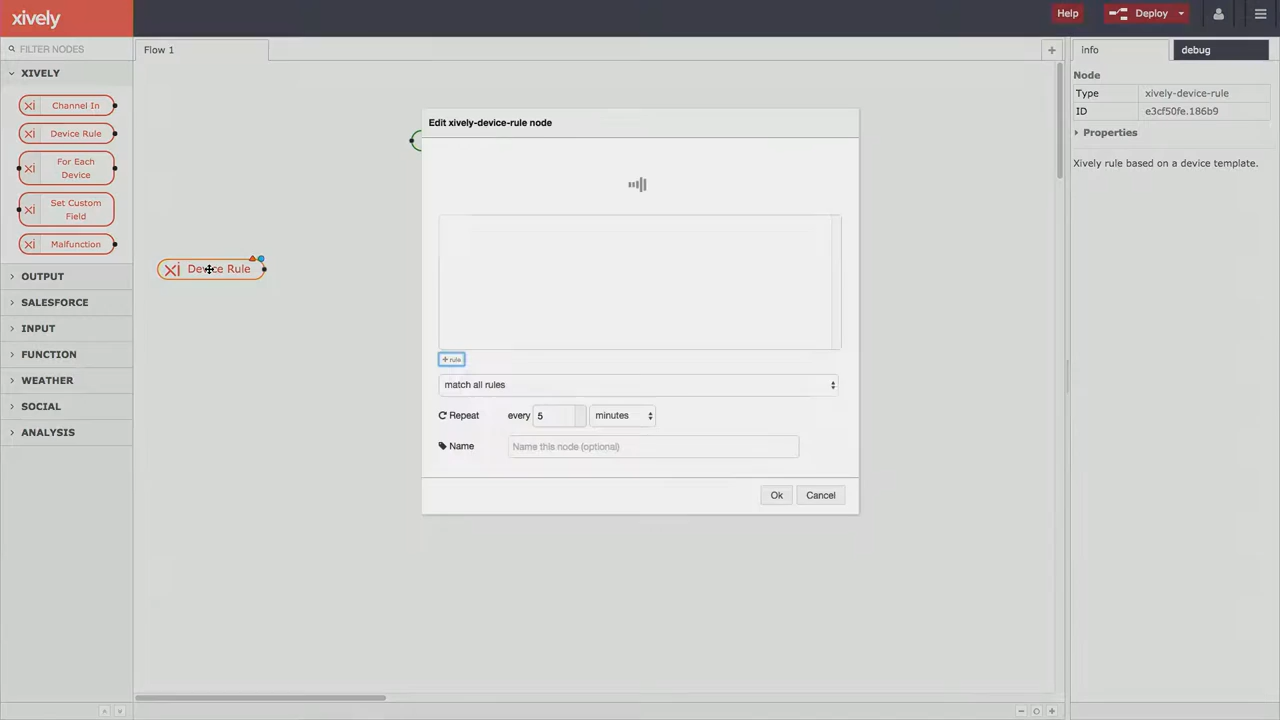 xively
Help
Deploy
FILTER NODES
Flow 1
info
debug
XIVELY
Channel In
Device Rule
For Each
Device
Set Custom
Field
Malfunction
OUTPUT
SALESFORCE
INPUT
FUNCTION
WEATHER
SOCIAL
ANALYSIS
Xi Device Rule
Edit xively-device-rule node
+ rule
match all rules
Repeat every 5 minutes
Name Name this node (optional)
Ok Cancel
Node
Type xively-device-rule
ID e3cf50fe.186b9
Properties
Xively rule based on a device template.